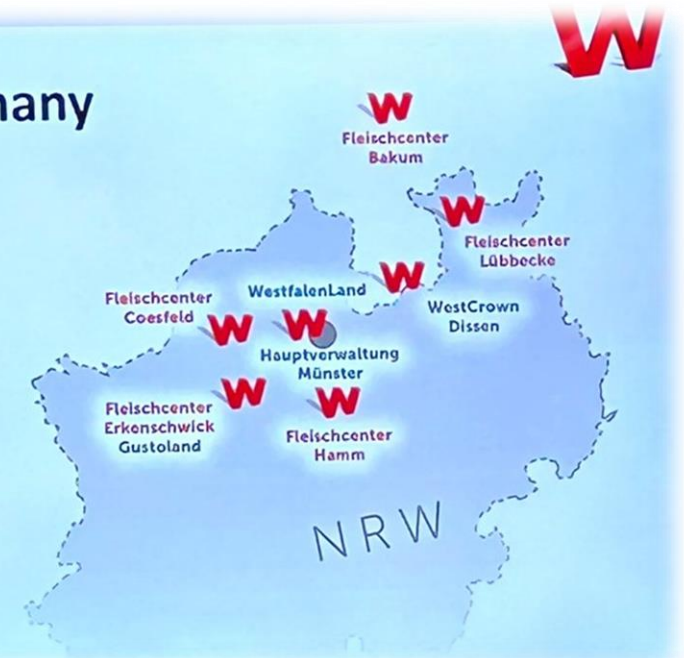 many
W
W
Fleischcenter
Bakum
W
Fleischcenter
Lübbecke
W
WestCrown
Dissen
WestfalenLand
W
Hauptverwaltung
Münster
Fleischcenter
Coesfeld
W
W
Fleischcenter
Erkenschwick
Gustoland
W
Fleischcenter
Hamm
NRW